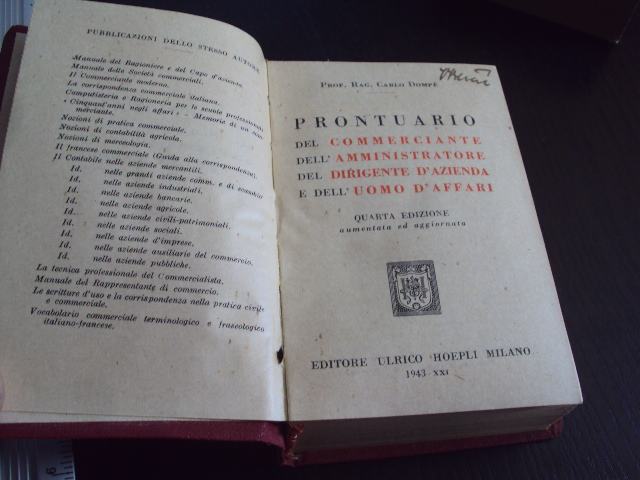 PUBBLICAZIONI DELLO STESSO AUTORE
Manuale del Ragioniere e del Capo d'azienda.
Manuale delle Società commerciali.
Il Commerciante moderno.
La corrispondenza commerciale italiana.
Computisteria e Ragioneria per le scuole professionali
« Cinquant'anni negli affari » - Memorie di un
merciante.
Nozioni di pratica commerciale.
Nozioni di contabilità agricola.
Nozioni di merceologia.
Il francese commerciale (Guida alla corrispondenza).
Il Contabile nelle aziende mercantili.
Id. nelle grandi aziende comm. e di scambio
Id. nelle aziende industriali.
Id. nelle aziende bancarie.
Id. nelle aziende agricole.
Id. nelle aziende civili-patrimoniali.
Id. nelle aziende sociali.
Id. nelle aziende d'imprese.
Id. nelle aziende ausiliarie del commercio.
Id. nelle aziende pubbliche.
La tecnica professionale del Commercialista.
Manuale del Rappresentante di commercio.
Le scritture d'uso e la corrispondenza nella pratica civile
e commerciale.
Vocabolario commerciale terminologico e fraseologico
italiano-francese.
PROF. RAG. CARLO DOMPÈ
PRONTUARIO
DEL COMMERCIANTE
DELL'AMMINISTRATORE
DEL DIRIGENTE D'AZIENDA
E DELL'UOMO D'AFFARI
QUARTA EDIZIONE
aumentata ed aggiornata
EDITORE ULRICO HOEPLI MILANO
1943 XXI